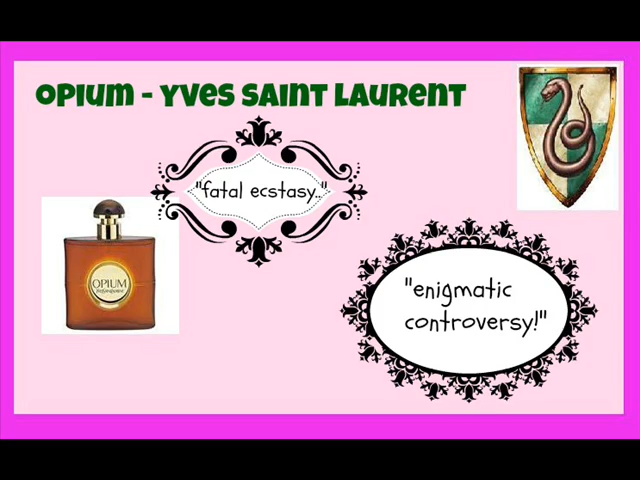 Opium - Yves Saint Laurent
"fatal ecstasy.."
OPIUM
"enigmatic
controversy!"